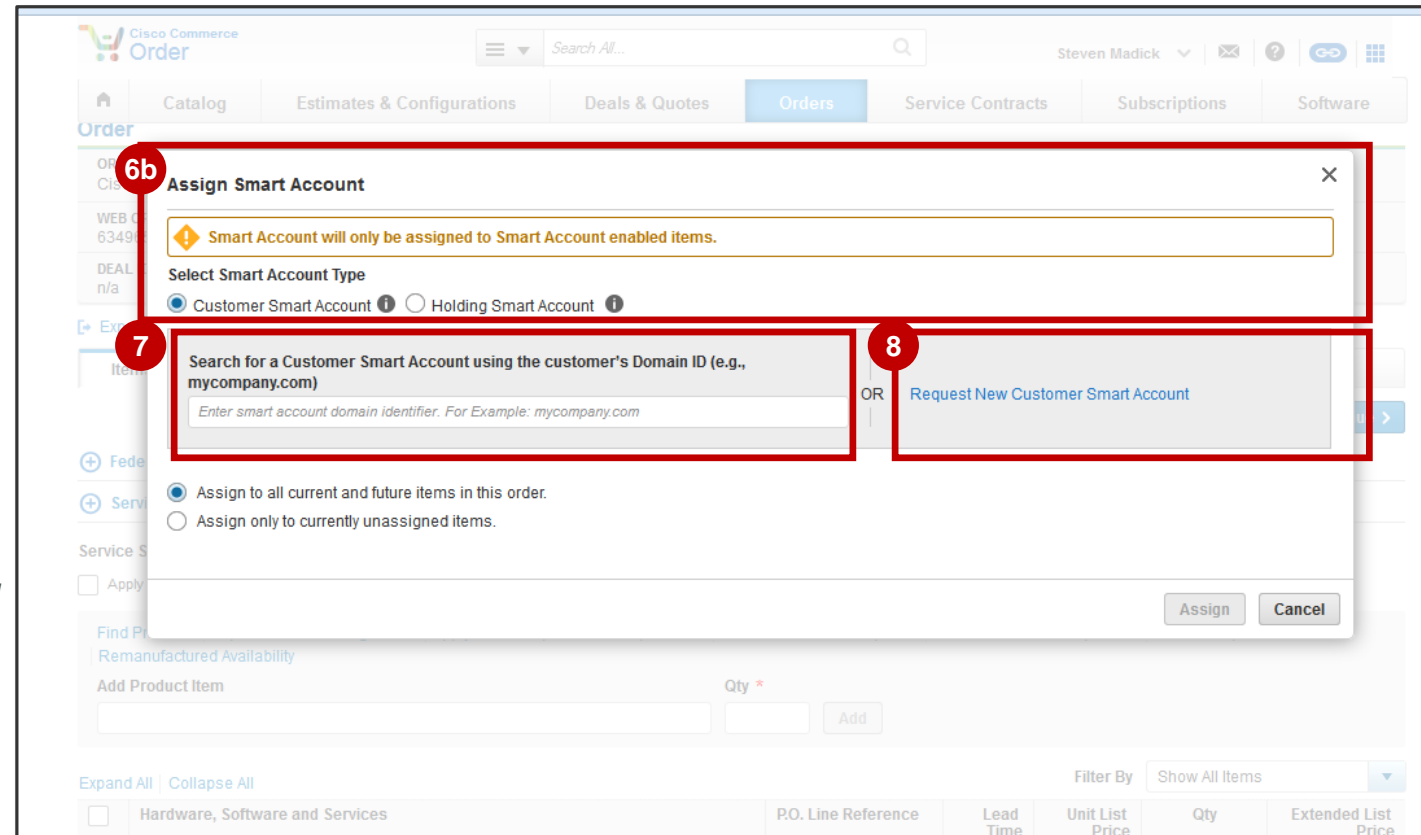 Cisco Commerce
Order
Search All...
Steven Madick
Catalog
Estimates & Configurations
Deals & Quotes
Orders
Service Contracts
Subscriptions
Software
Order
6b
Assign Smart Account
WEB
Smart Account will only be assigned to Smart Account enabled items.
DEAL
n/a
Select Smart Account Type
Customer Smart Account
Holding Smart Account
7
8
Search for a Customer Smart Account using the customer's Domain ID (e.g.,
mycompany.com)
Enter smart account domain identifier. For Example: mycompany.com
OR
Request New Customer Smart Account
Assign to all current and future items in this order.
Assign only to currently unassigned items.
Apply
Assign
Cancel
Remanufactured Availability
Add Product Item
Qty *
Add
Expand All | Collapse All
Filter By
Show All Items
Hardware, Software and Services
P.O. Line Reference
Lead
Time
Unit List
Price
Qty
Extended List
Price